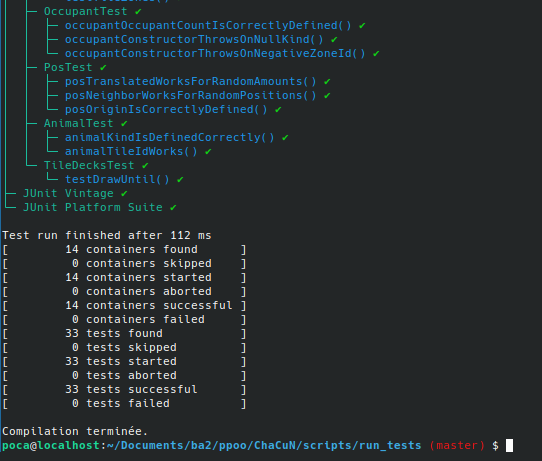 ├─ OccupantTest ✔
│  ├─ occupantOccupantCountIsCorrectlyDefined() ✔
│  ├─ occupantConstructorThrowsOnNullKind() ✔
│  └─ occupantConstructorThrowsOnNegativeZoneId() ✔
├─ PosTest ✔
│  ├─ posTranslatedWorksForRandomAmounts() ✔
│  ├─ posNeighborWorksForRandomPositions() ✔
│  └─ posOriginIsCorrectlyDefined() ✔
├─ AnimalTest ✔
│  ├─ animalKindIsDefinedCorrectly() ✔
│  └─ animalTileIdWorks() ✔
└─ TileDecksTest ✔
   └─ testDrawUntil() ✔
├─ JUnit Vintage ✔
└─ JUnit Platform Suite ✔

Test run finished after 112 ms
[        14 containers found      ]
[         0 containers skipped    ]
[        14 containers started    ]
[         0 containers aborted    ]
[        14 containers successful ]
[         0 containers failed     ]
[        33 tests found           ]
[         0 tests skipped         ]
[        33 tests started         ]
[         0 tests aborted         ]
[        33 tests successful      ]
[         0 tests failed          ]

Compilation terminée.
poca@localhost:~/Documents/ba2/ppoo/ChaCuN/scripts/run_tests (master) $